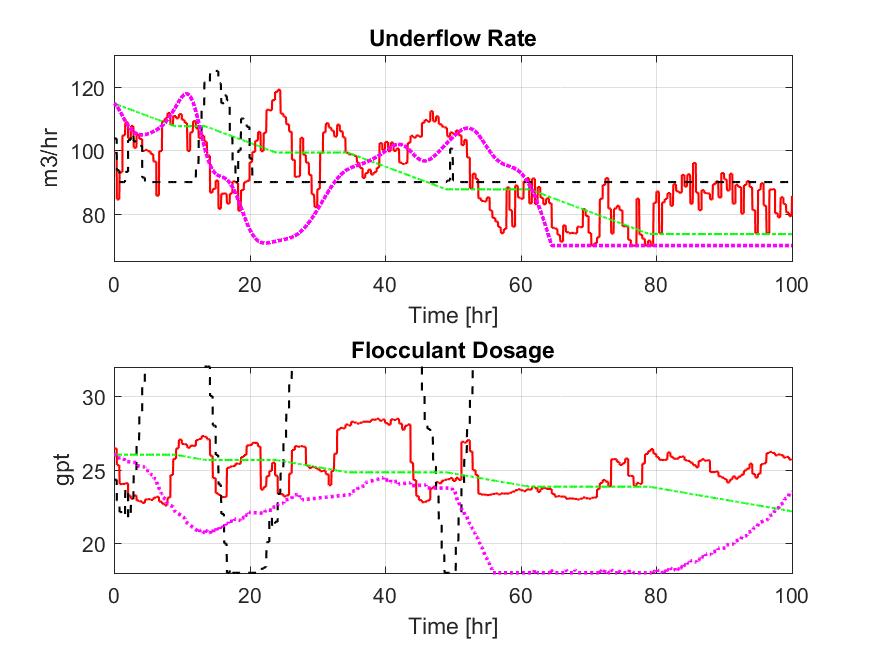 Underflow Rate
m3/hr
120
100
80
0 20 40 60 80 100
Time [hr]
Flocculant Dosage
gpt
30
25
20
0 20 40 60 80 100
Time [hr]